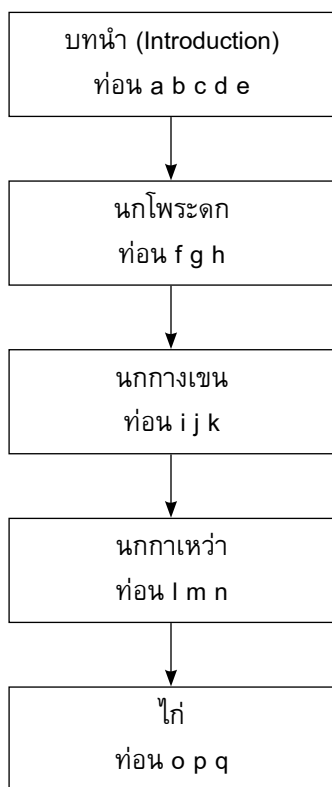 บทนำ (Introduction)
ท่อน a b c d e
นกโพระดก
ท่อน f g h
นกกางเขน
ท่อน i j k
นกกาเหว่า
ท่อน l m n
ไก่
ท่อน o p q